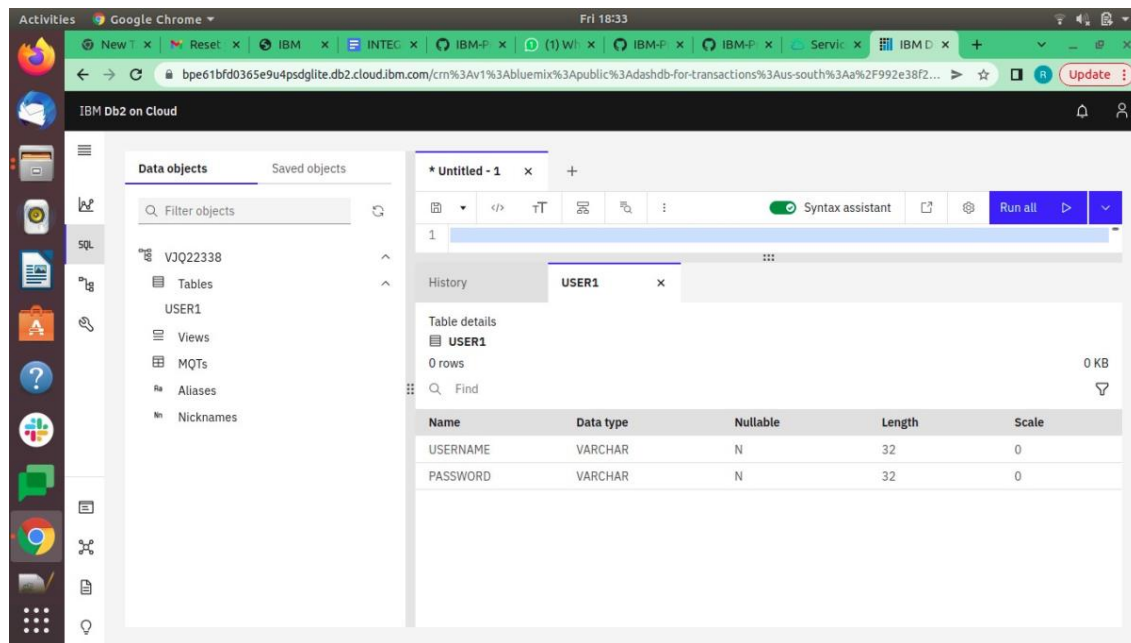 Activities Google Chrome Fri 18:33
New T Reset IBM INTEG IBM-P (1) Wh IBM-P IBM-P Servic IBM D
bpe61bfd0365e9u4psdglite.db2.cloud.ibm.com/crn%3Av1%3Abluemix%3Apublic%3Adashdb-for-transactions%3Aus-south%3Aa%2F992e38f2... R Update
IBM Db2 on Cloud
Data objects Saved objects
* Untitled - 1
Filter objects
Syntax assistant Run all
SQL
1
VJQ22338
Tables
USER1
Views
MQTs
Aliases
Nicknames
History USER1
Table details
USER1
0 rows 0 KB
Find
Name Data type Nullable Length Scale
USERNAME VARCHAR N 32 0
PASSWORD VARCHAR N 32 0